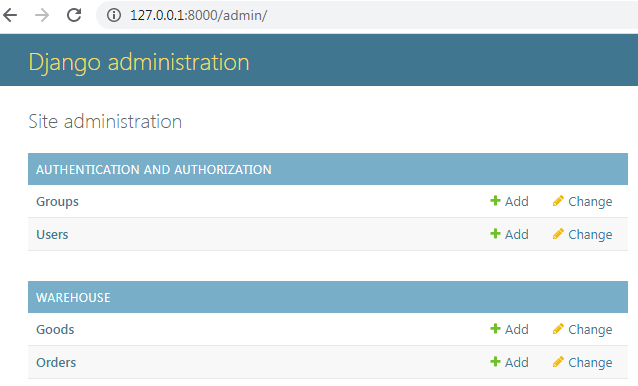 127.0.0.1:8000/admin/
Django administration
Site administration
AUTHENTICATION AND AUTHORIZATION
Groups Add Change
Users Add Change
WAREHOUSE
Goods Add Change
Orders Add Change